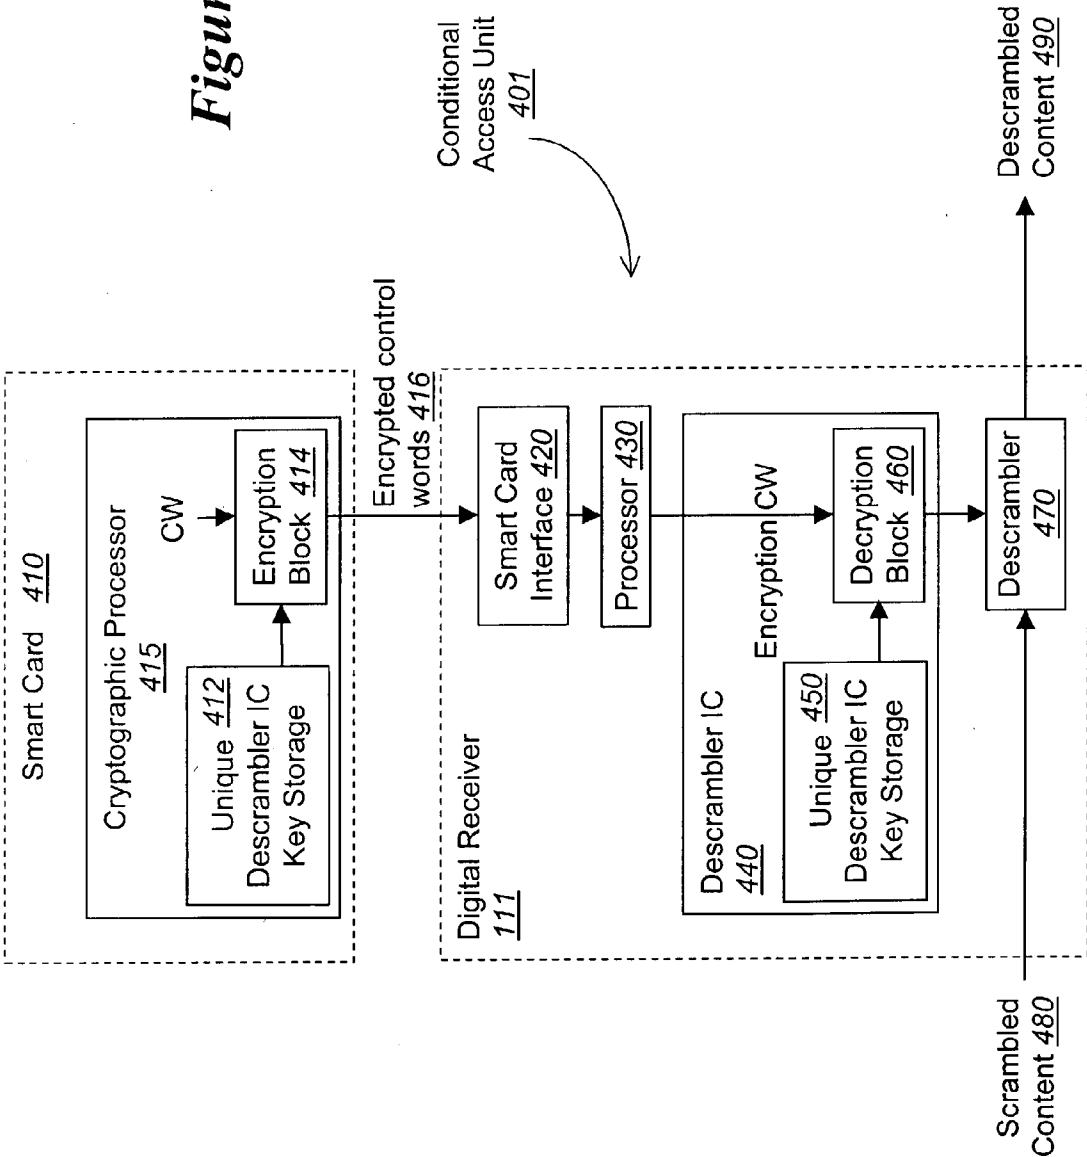 Smart Card 410
Cryptographic Processor
415
CW
Unique 412
Descrambler IC
Key Storage
Encryption
Block 414
Encrypted control
words 416
Conditional
Access Unit
401
Digital Receiver
111
Smart Card
Interface 420
Processor 430
Descrambler IC
440
Encryption CW
Unique 450
Descrambler IC
Key Storage
Decryption
Block 460
Scrambled
Content 480
Descrambler
470
Descrambled
Content 490